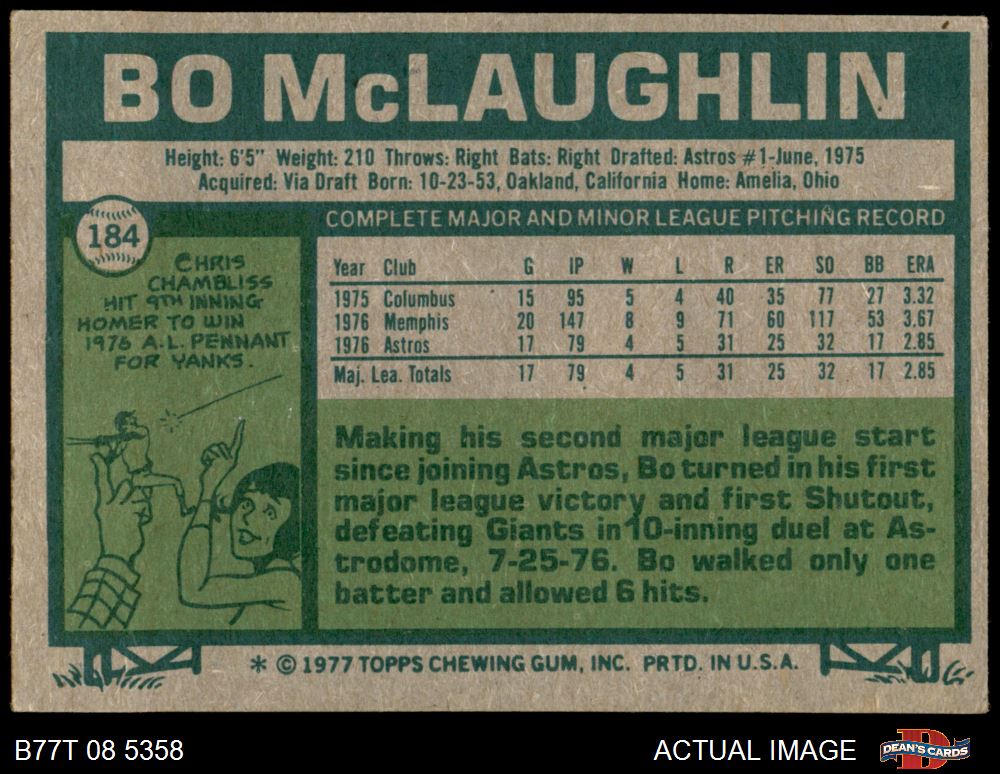 BO McLAUGHLIN
Height: 6'5" Weight: 210 Throws: Right Bats: Right Drafted: Astros #1-June, 1975
Acquired: Via Draft Born: 10-23-53, Oakland, California Home: Amelia, Ohio
184
CHRIS
CHAMBLISS
HIT 9TH INNING
HOMER TO WIN
1976 A.L. PENNANT
FOR YANKS.
COMPLETE MAJOR AND MINOR LEAGUE PITCHING RECORD
Year Club G IP W L R ER SO BB ERA
1975 Columbus 15 95 5 4 40 35 77 27 3.32
1976 Memphis 20 147 8 9 71 60 117 53 3.67
1976 Astros 17 79 4 5 31 25 32 17 2.85
Maj. Lea. Totals 17 79 4 5 31 25 32 17 2.85
Making his second major league start
since joining Astros, Bo turned in his first
major league victory and first Shutout,
defeating Giants in 10-inning duel at As-
trodome, 7-25-76. Bo walked only one
batter and allowed 6 hits.
* © 1977 TOPPS CHEWING GUM, INC. PRTD. IN U.S.A.
B77T 08 5358
ACTUAL IMAGE
B
DEAN'S CARDS